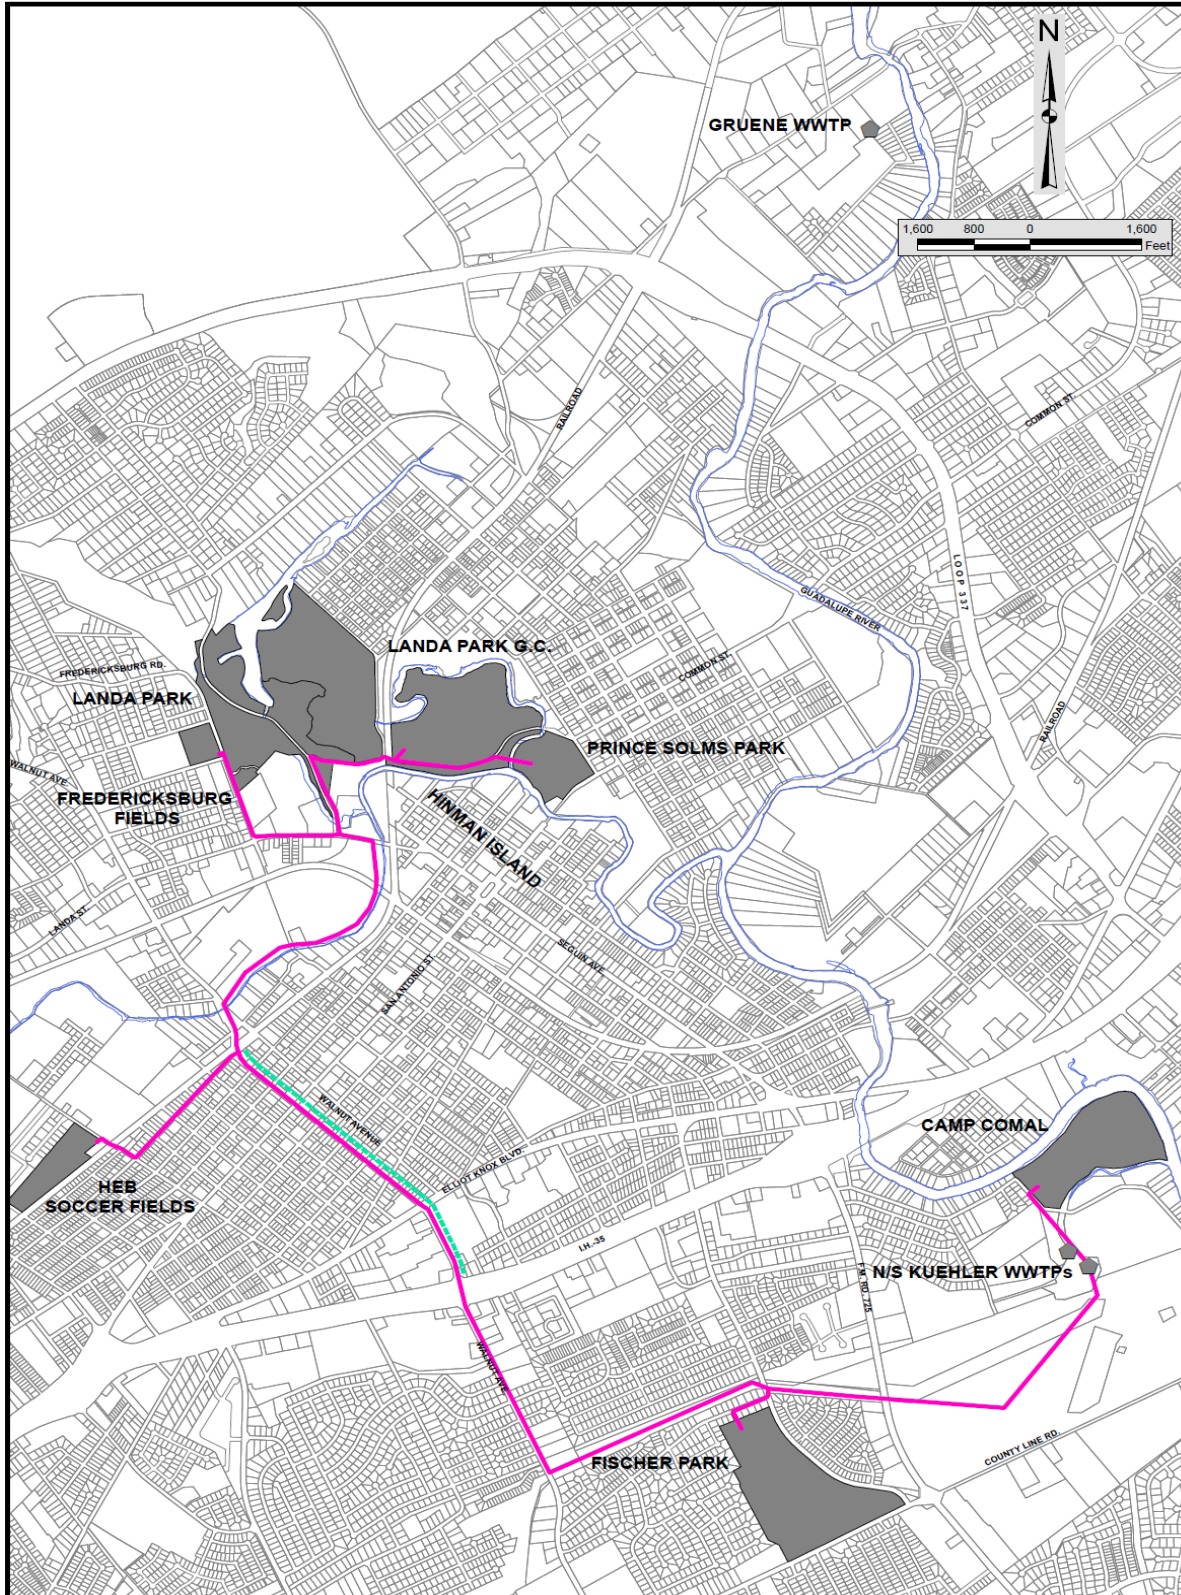 N
GRUENE WWTP
1,600 800 0 1,600
Feet
RAILROAD
COMMON ST.
LOOP 337
GUADALUPE RIVER
LANDA PARK G.C.
COMMON ST.
FREDERICKSBURG RD.
LANDA PARK
RAILROAD
PRINCE SOLMS PARK
WALNUT AVE.
FREDERICKSBURG
FIELDS
HINMAN ISLAND
LANDA ST.
SEGUIN AVE.
SAN ANTONIO ST.
WALNUT AVENUE
CAMP COMAL
ELLIOT KNOX BLVD.
HEB
SOCCER FIELDS
I.H.-35
N/S KUEHLER WWTPs
F.M. RD. 725
WALNUT AVE.
COUNTY LINE RD.
FISCHER PARK